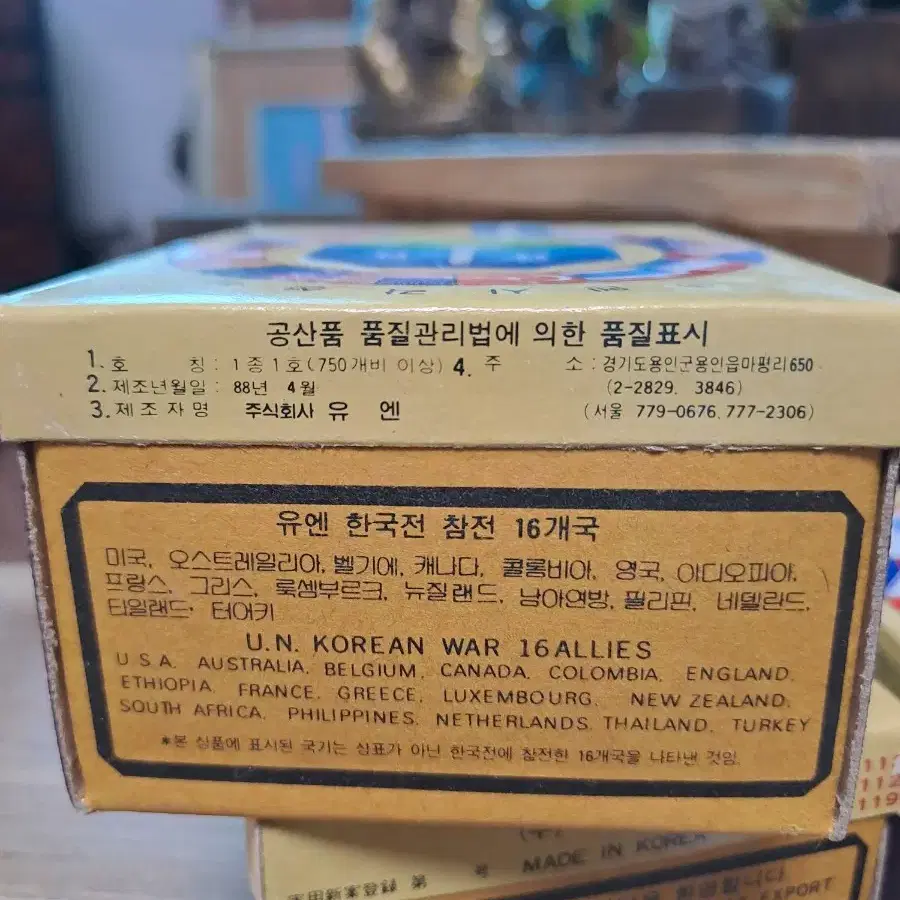 공산품 품질관리법에 의한 품질표시
1. 호 칭 : 1종1호(750개비 이상) 4. 주 소 : 경기도용인군용인읍마평리650
2. 제조년월일 : 88년 4월 (2-2829. 3846)
3. 제조자명 주식회사 유 엔 (서울 779-0676. 777-2306)
유엔 한국전 참전 16개국
미국, 오스트레일리아, 벨기에, 캐나다, 콜롬비아, 영국, 이디오피아,
프랑스, 그리스, 룩셈부르크, 뉴질랜드, 남아연방, 필리핀, 네델란드,
타일랜드, 터어키
U.N. KOREAN WAR 16 ALLIES
U S A. AUSTRALIA, BELGIUM, CANADA, COLOMBIA, ENGLAND,
ETHIOPIA, FRANCE, GREECE, LUXEMBOURG, NEW ZEALAND,
SOUTH AFRICA, PHILIPPINES, NETHERLANDS, THAILAND, TURKEY
*본 상품에 표시된 국기는 상표가 아닌 한국전에 참전한 16개국을 나타낸 것임.
MADE IN KOREA
EXPORT